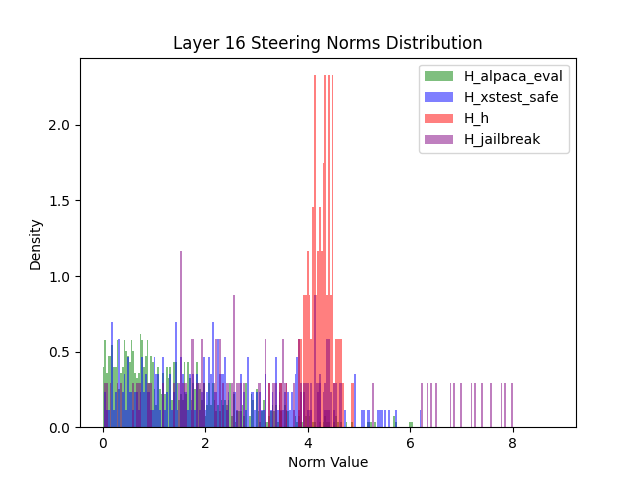 Layer 16 Steering Norms Distribution
H_alpaca_eval
H_xstest_safe
H_h
H_jailbreak
Density
2.0
1.5
1.0
0.5
0.0
0 2 4 6 8
Norm Value